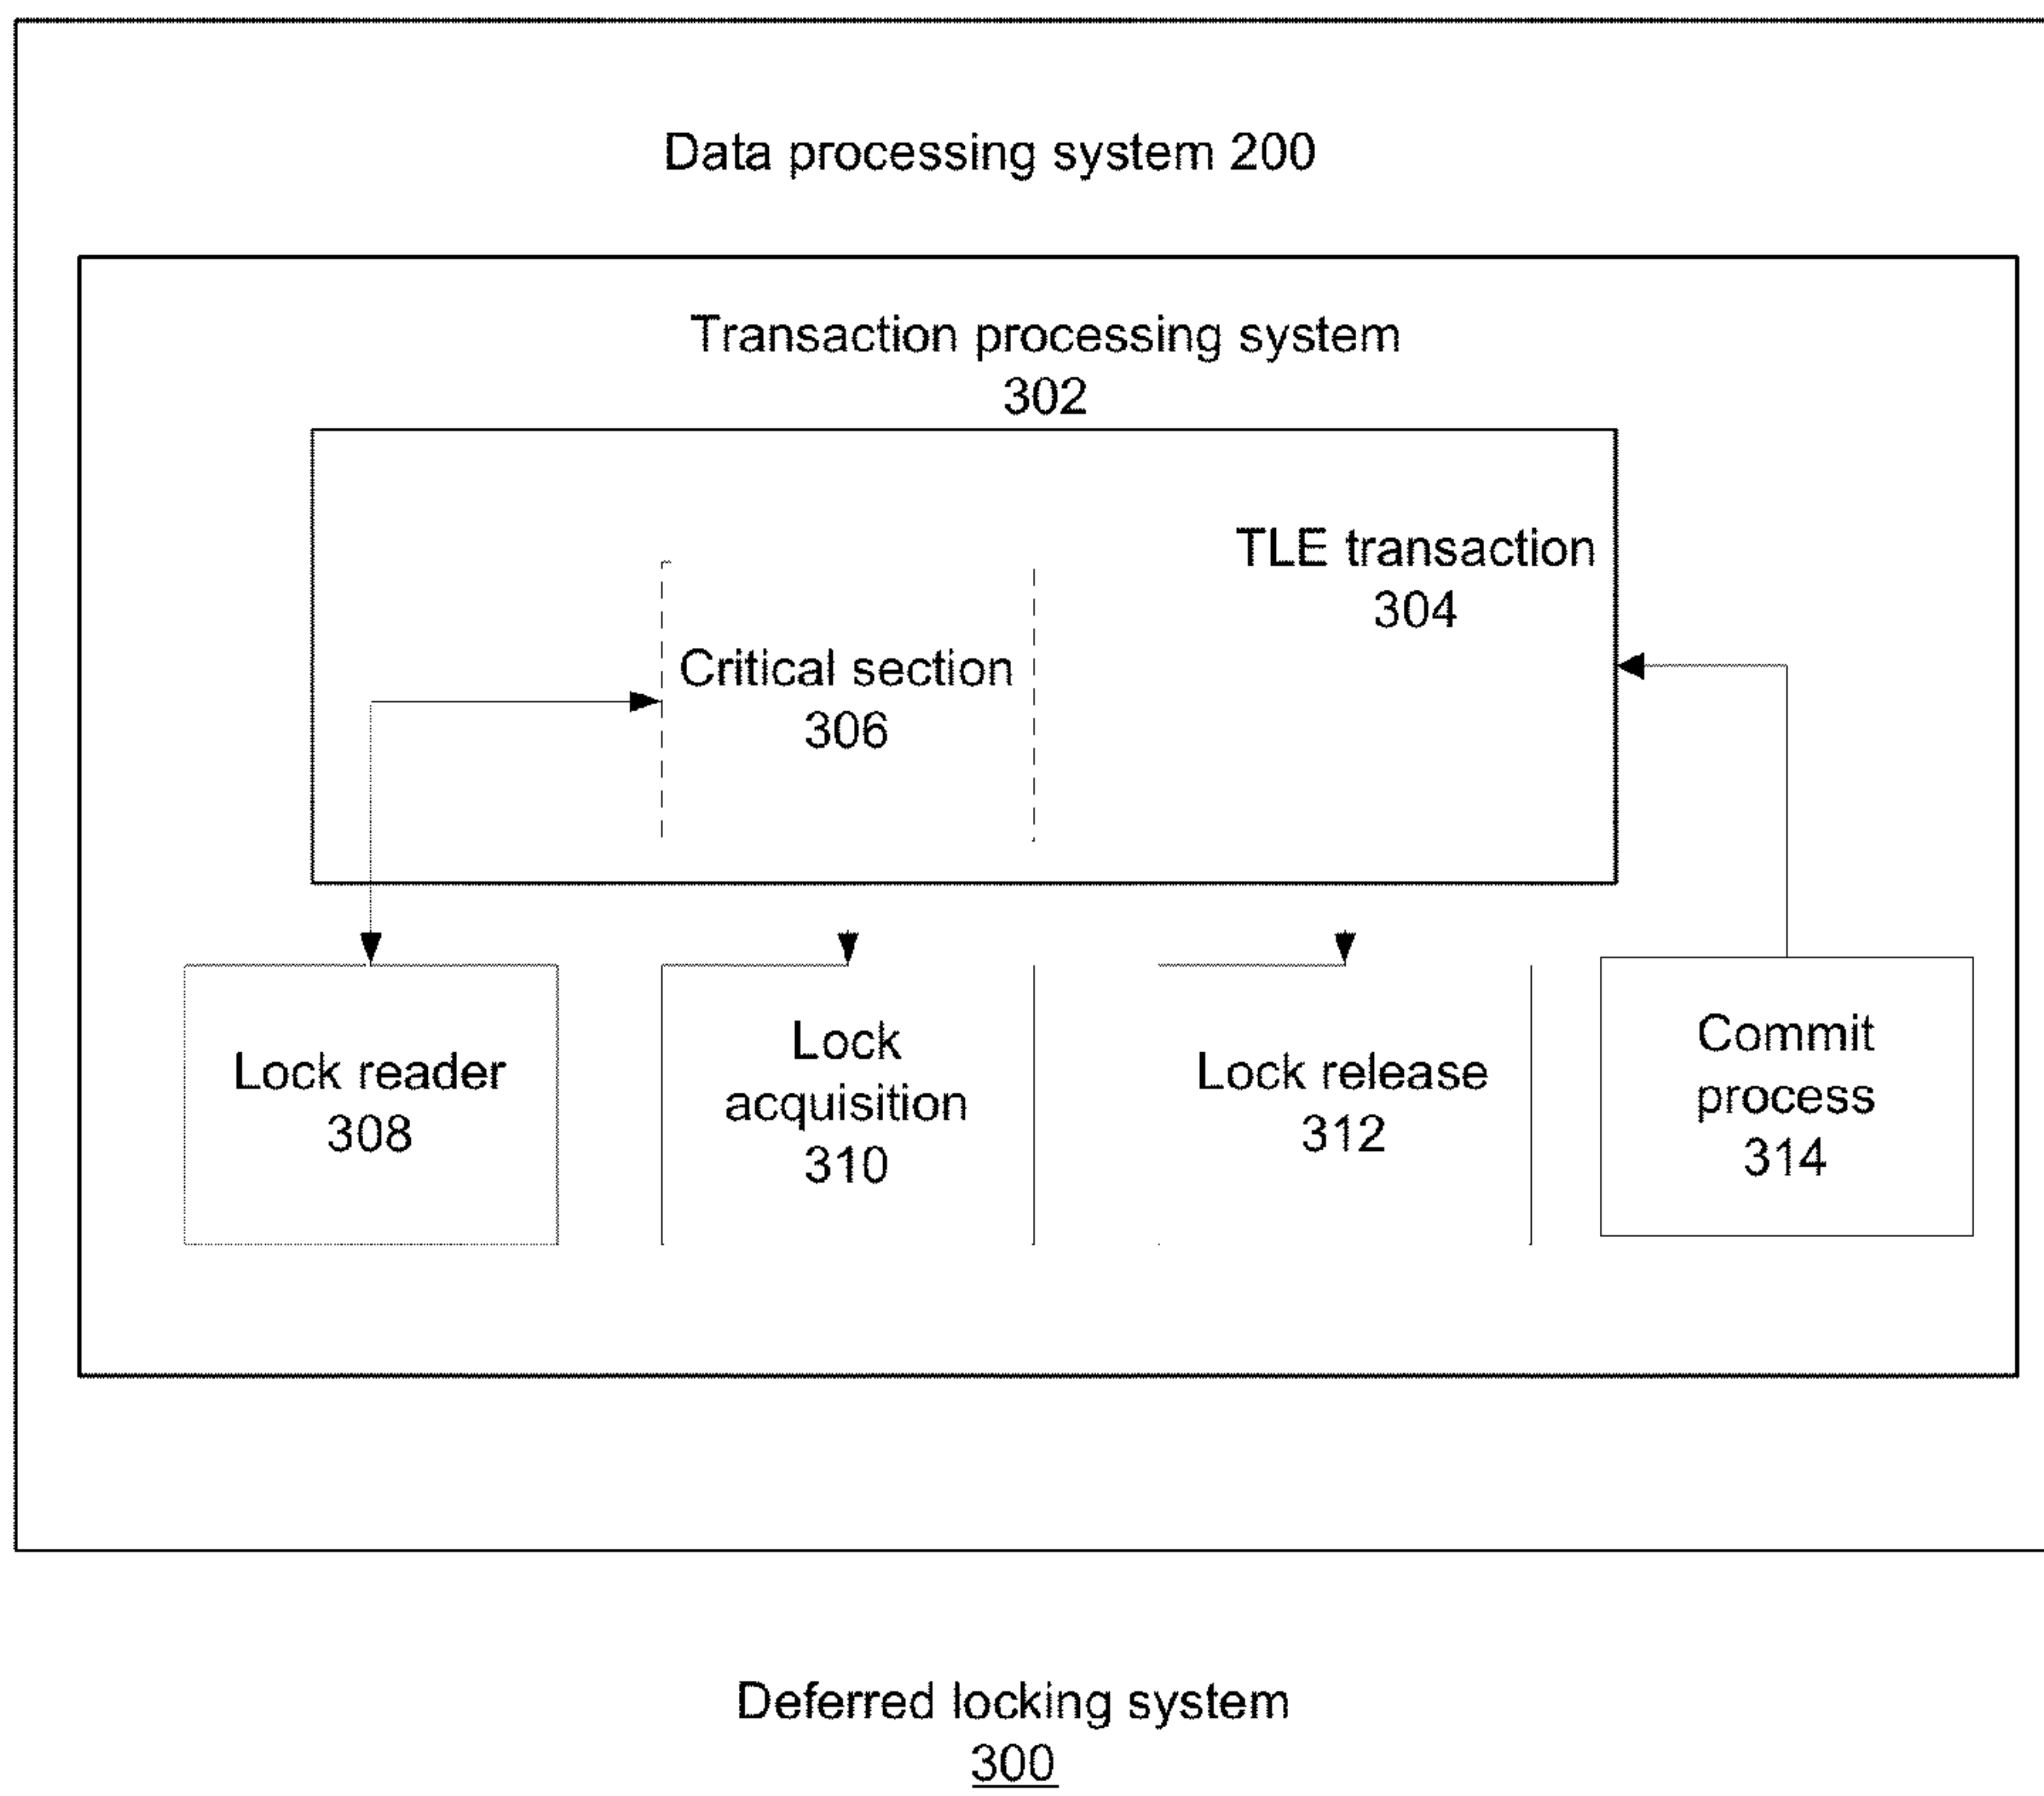 Data processing system 200
Transaction processing system
302
TLE transaction
304
Critical section
306
Lock reader
308
Lock
acquisition
310
Lock release
312
Commit
process
314
Deferred locking system
300